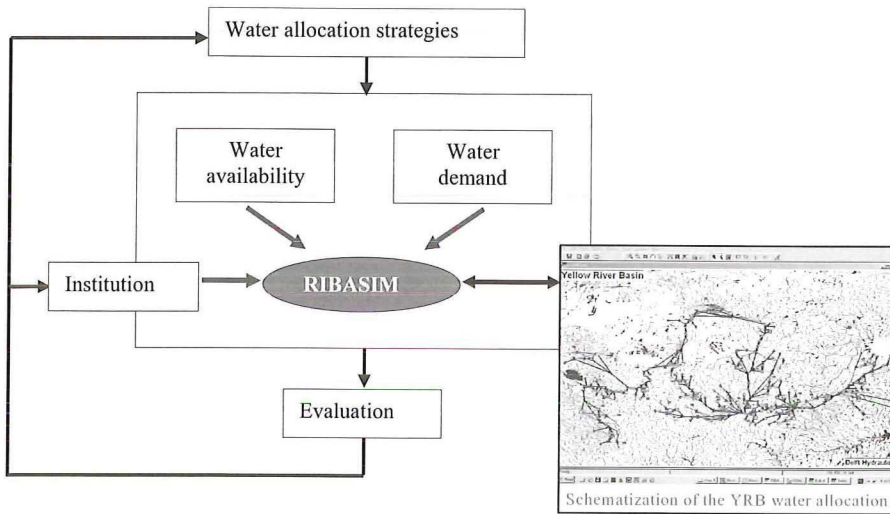 Water allocation strategies
Water
availability
Water
demand
Institution
RIBASIM
Yellow River Basin
Evaluation
Delft Hydraulic
Schematization of the YRB water allocation